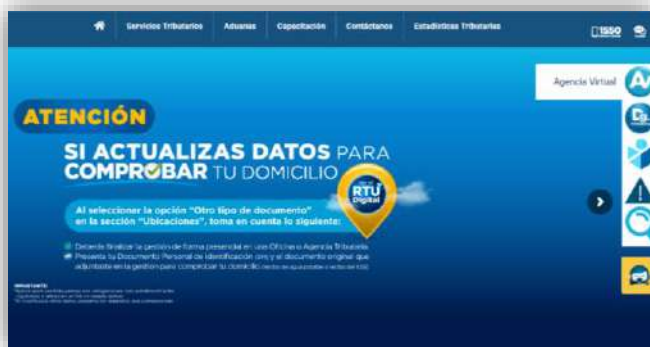 Servicios Tributarios Aduanas Capacitación Contáctanos Estadísticas Tributarias 1550
Agencia Virtual
AV
ATENCIÓN
SI ACTUALIZAS DATOS PARA
COMPROBAR TU DOMICILIO
RTU
Digital
Al seleccionar la opción "Otro tipo de documento"
en la sección "Ubicaciones", toma en cuenta lo siguiente:
Deberás finalizar la gestión de forma presencial en una Oficina o Agencia Tributaria.
Presenta tu Documento Personal de Identificación (DPI) y el documento original que
adjuntaste en la gestión para comprobar tu domicilio
IMPORTANTE: